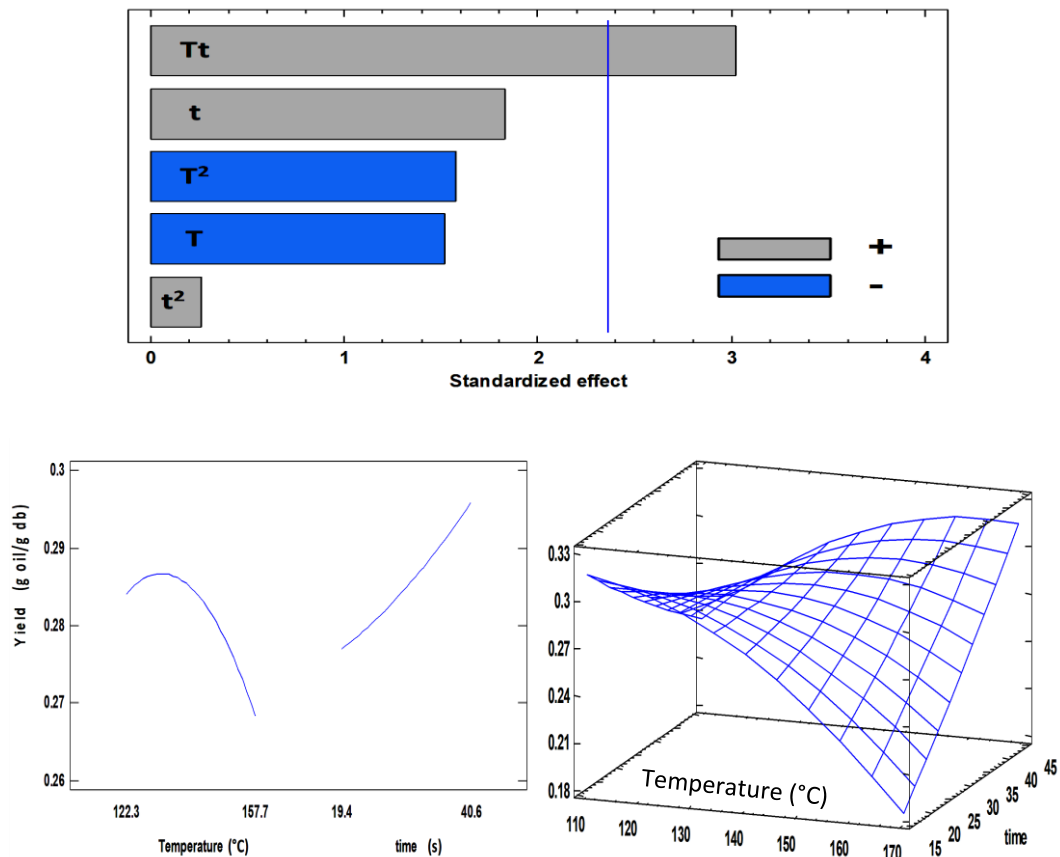 Tt
t
T²
T
t²
+
-
0 1 2 3 4
Standardized effect
0.3
0.29
0.28
0.27
0.26
Yield (g oil/g db)
122.3 157.7 19.4 40.6
Temperature (°C) time (s)
0.33
0.3
0.27
0.24
0.21
0.18
Temperature (°C)
110 120 130 140 150 160 170
15 20 25 30 35 40 45
time